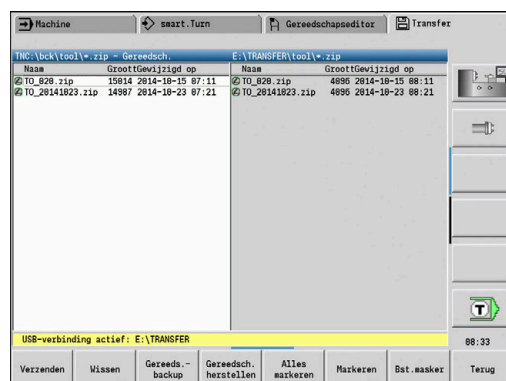 Machine
smart.Turn
Gereedschapseditor
Transfer
TNC:\bck\tool\*.zip - Gereedsch.
E:\TRANSFER\tool\*.zip
Naam GroottGewijzigd op
Naam GroottGewijzigd op
TO_020.zip 15014 2014-10-15 07:11
TO_020.zip 4096 2014-10-15 08:11
TO_20141023.zip 14987 2014-10-23 07:21
TO_20141023.zip 4096 2014-10-23 08:21
T
USB-verbinding actief: E:\TRANSFER
08:33
Verzenden
Wissen
Gereeds.-
backup
Gereedsch.
herstellen
Alles
markeren
Markeren
Bst.masker
Terug